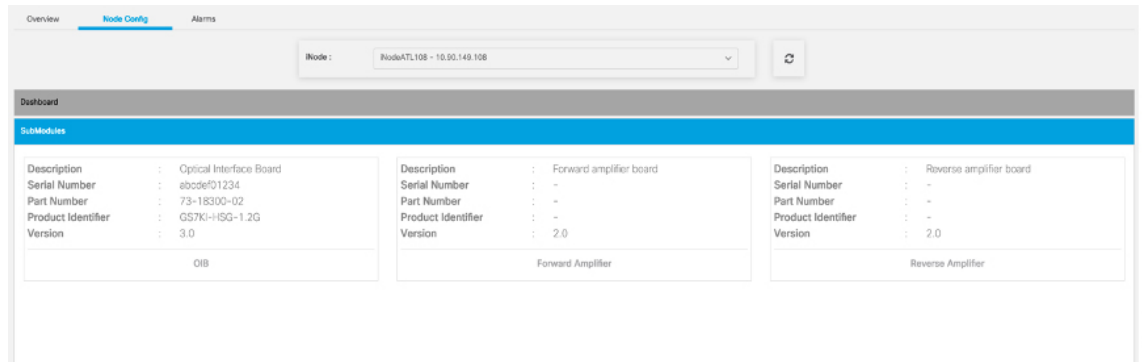 Overview Node Config Alarms
iNode : iNodeATL108 - 10.90.149.108
Dashboard
SubModules
Description : Optical Interface Board
Serial Number : abcdef01234
Part Number : 73-18300-02
Product Identifier : GS7KI-HSG-1.2G
Version : 3.0
OIB
Description : Forward amplifier board
Serial Number : -
Part Number : -
Product Identifier : -
Version : 2.0
Forward Amplifier
Description : Reverse amplifier board
Serial Number : -
Part Number : -
Product Identifier : -
Version : 2.0
Reverse Amplifier